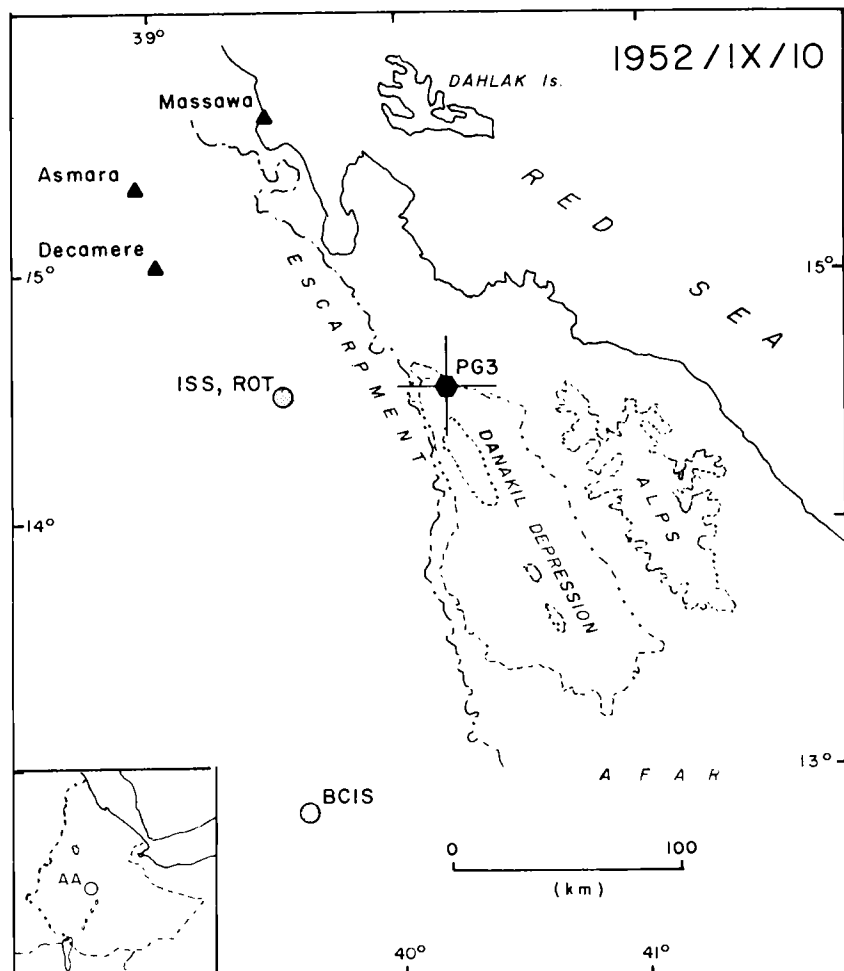 39°
1952/IX/10
DAHLAK Is.
Massawa
Asmara
RED SEA
Decamere
15°
15°
ESCARPMENT
PG3
ISS, ROT
DANAKIL DEPRESSION
ALPS
14°
13°
AFAR
BCIS
0 100
(km)
AA
40°
41°